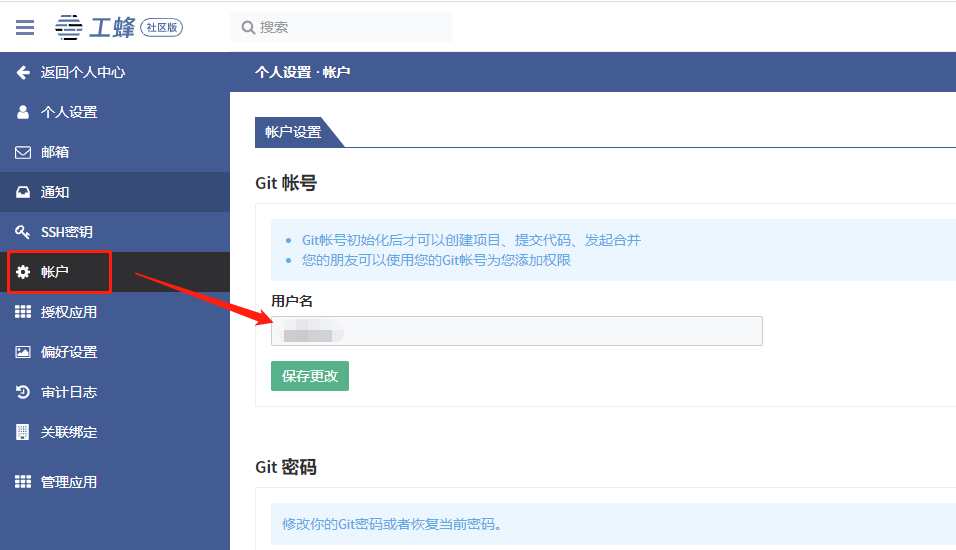 工蜂 社区版 搜索
返回个人中心
个人设置
邮箱
通知
SSH密钥
帐户
授权应用
偏好设置
审计日志
关联绑定
管理应用
个人设置 · 帐户
帐户设置
Git 帐号
Git帐号初始化后才可以创建项目、提交代码、发起合并
您的朋友可以使用您的Git帐号为您添加权限
用户名
保存更改
Git 密码
修改你的Git密码或者恢复当前密码。